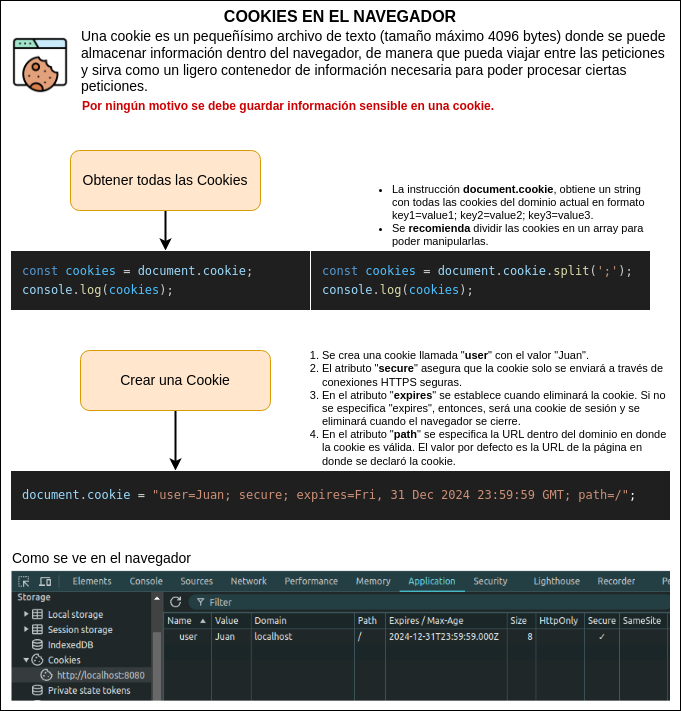 COOKIES EN EL NAVEGADOR
Una cookie es un pequeñísimo archivo de texto (tamaño máximo 4096 bytes) donde se puede
almacenar información dentro del navegador, de manera que pueda viajar entre las peticiones
y sirva como un ligero contenedor de información necesaria para poder procesar ciertas
peticiones.
Por ningún motivo se debe guardar información sensible en una cookie.
Obtener todas las Cookies
• La instrucción document.cookie, obtiene un string
con todas las cookies del dominio actual en formato
key1=value1; key2=value2; key3=value3.
• Se recomienda dividir las cookies en un array para
poder manipularlas.
const cookies = document.cookie;
console.log(cookies);
const cookies = document.cookie.split(';');
console.log(cookies);
Crear una Cookie
1. Se crea una cookie llamada "user" con el valor "Juan".
2. El atributo "secure" asegura que la cookie solo se enviará a través de
conexiones HTTPS seguras.
3. En el atributo "expires" se establece cuando eliminará la cookie. Si no
se especifica "expires", entonces, será una cookie de sesión y se
eliminará cuando el navegador se cierre.
4. En el atributo "path" se especifica la URL dentro del dominio en donde
la cookie es válida. El valor por defecto es la URL de la página en
donde se declaró la cookie.
document.cookie = "user=Juan; secure; expires=Fri, 31 Dec 2024 23:59:59 GMT; path=/";
Como se ve en el navegador
Elements Console Sources Network Performance Memory Application Security Lighthouse Recorder Pe
Storage
Local storage
Session storage
IndexedDB
Cookies
http://localhost:8080
Private state tokens
Filter
Name Value Domain Path Expires / Max-Age Size HttpOnly Secure SameSite
user Juan localhost / 2024-12-31T23:59:59.000Z 8 ✓